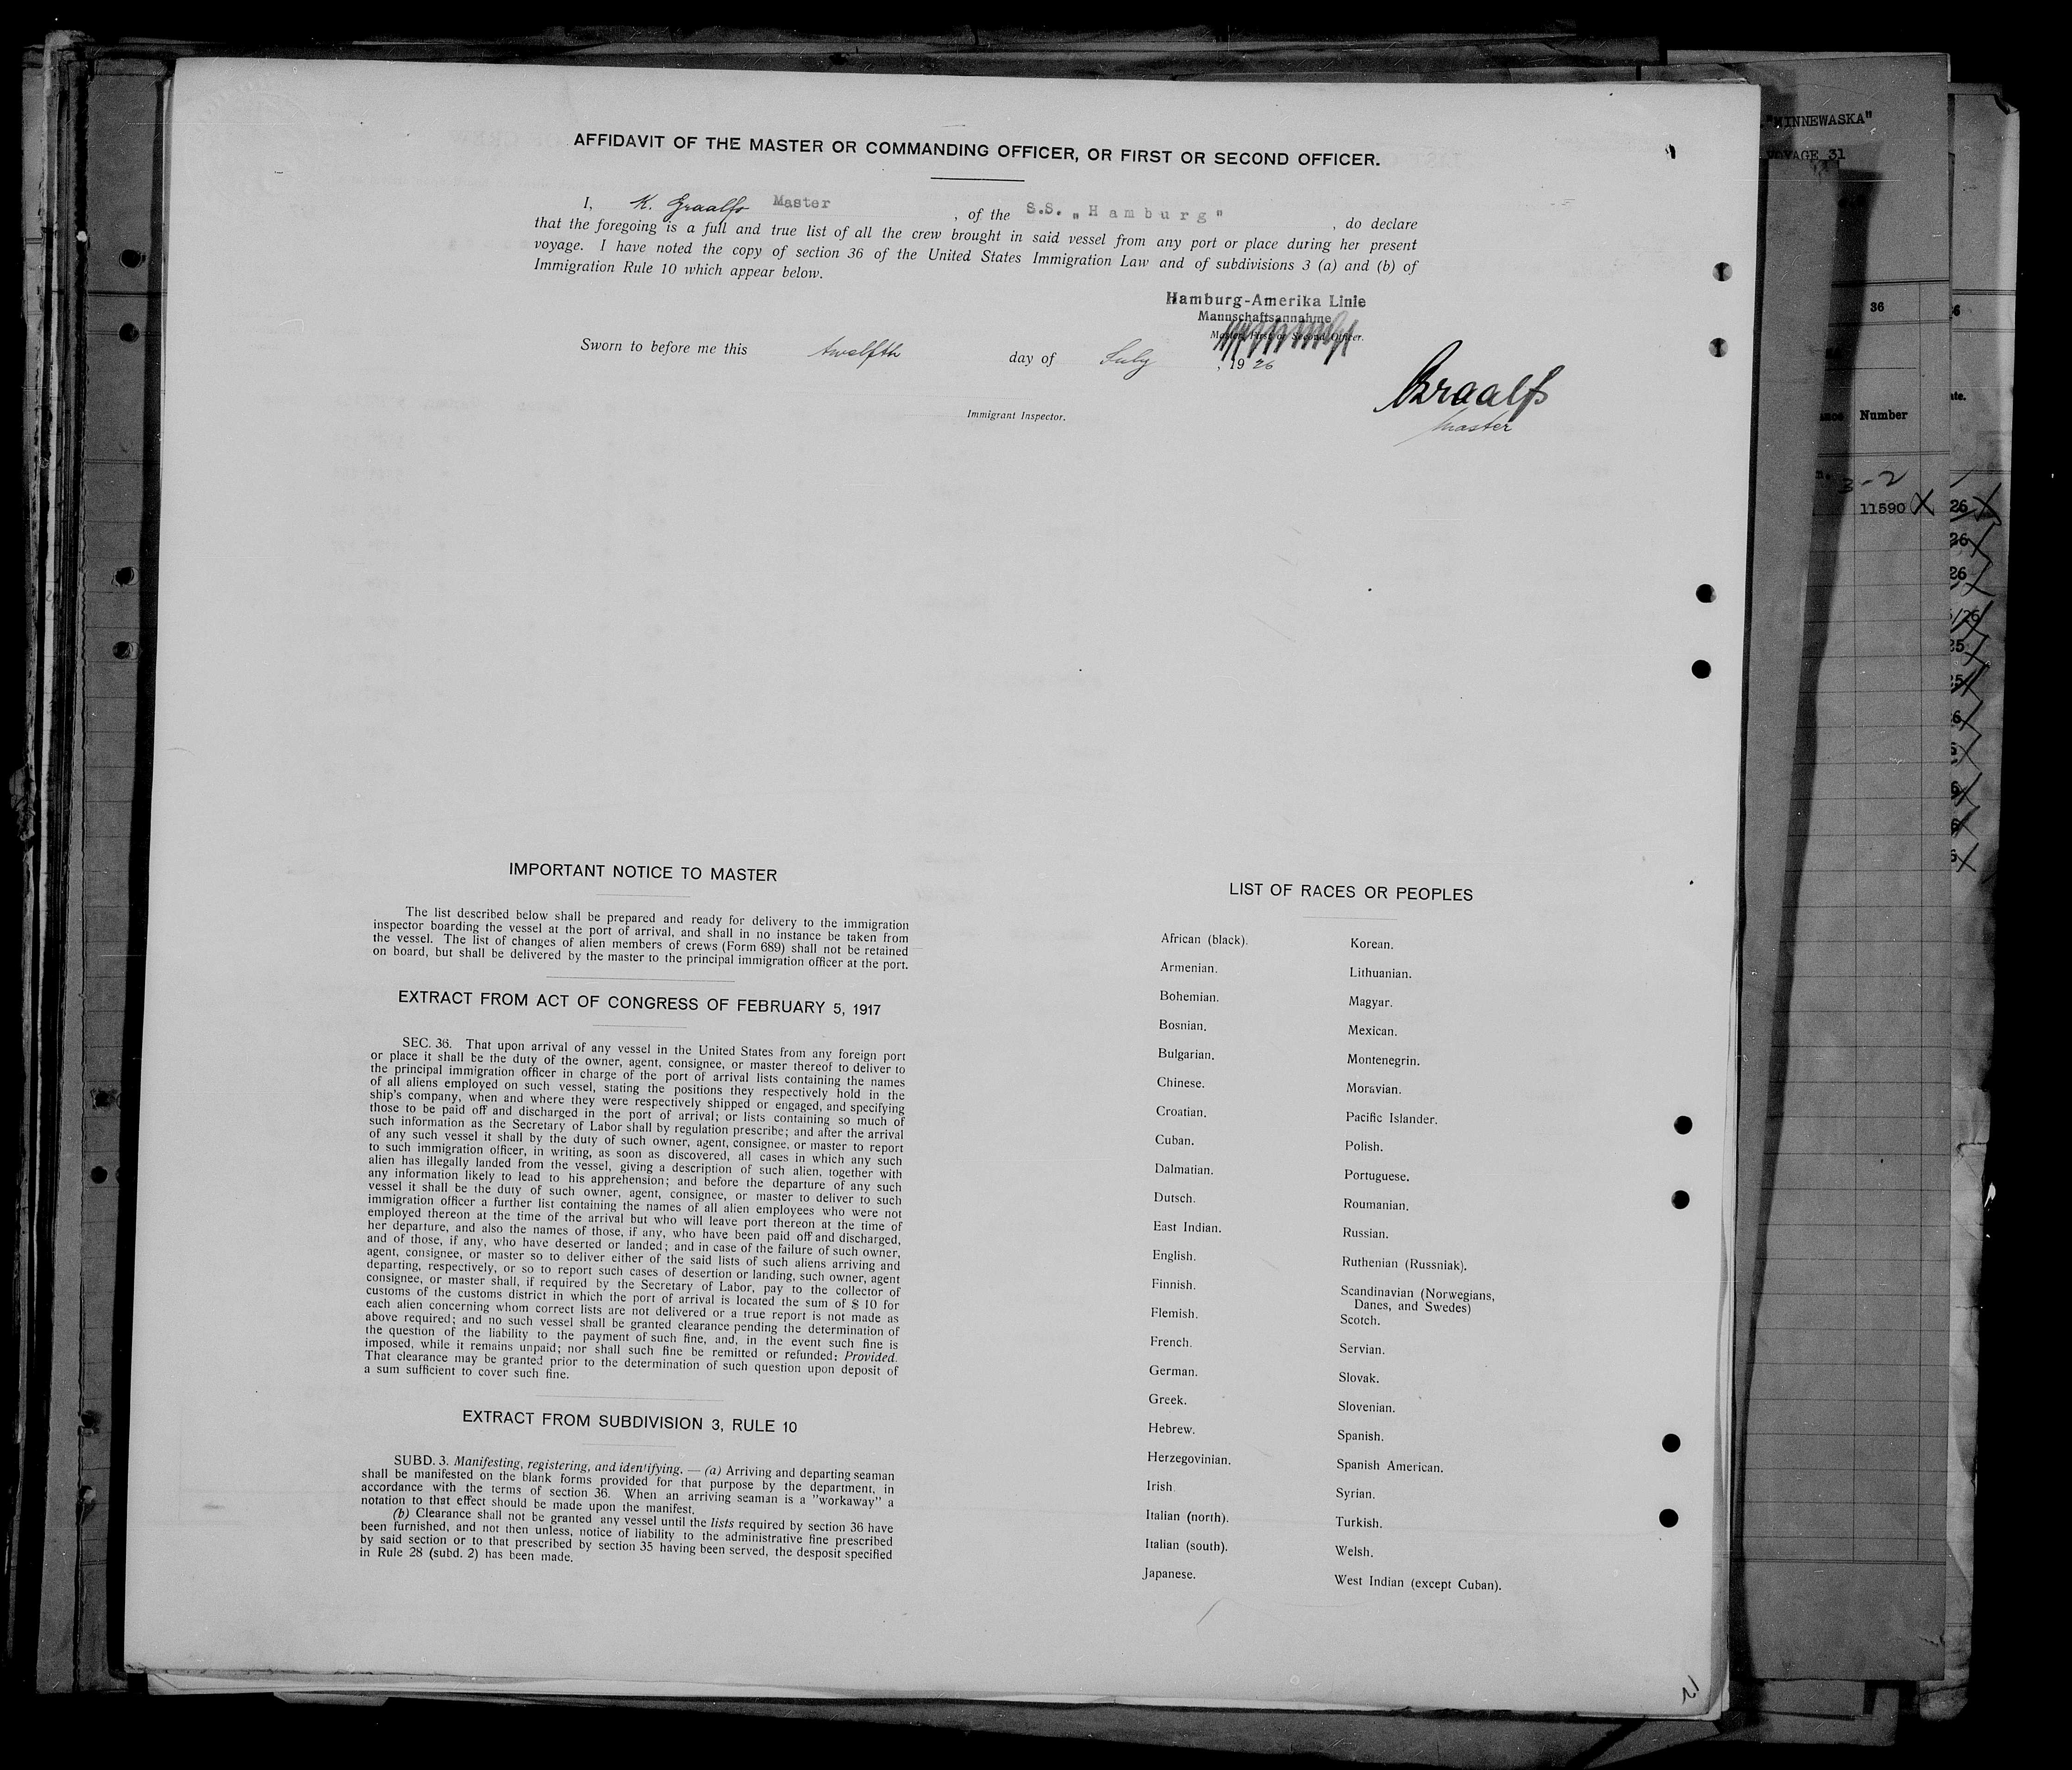 AFFIDAVIT OF THE MASTER OR COMMANDING OFFICER, OR FIRST OR SECOND OFFICER.
I, K. Graalfs Master , of the S.S. „Hamburg" , do declare
that the foregoing is a full and true list of all the crew brought in said vessel from any port or place during her present
voyage. I have noted the copy of section 36 of the United States Immigration Law and of subdivisions 3 (a) and (b) of
Immigration Rule 10 which appear below.
Hamburg-Amerika Linie
Mannschaftsannahme
Master, First or Second Officer.
Sworn to before me this twelfth day of July , 1926
Graalfs
Master
Immigrant Inspector.
IMPORTANT NOTICE TO MASTER
The list described below shall be prepared and ready for delivery to the immigration
inspector boarding the vessel at the port of arrival, and shall in no instance be taken from
the vessel. The list of changes of alien members of crews (Form 689) shall not be retained
on board, but shall be delivered by the master to the principal immigration officer at the port.
EXTRACT FROM ACT OF CONGRESS OF FEBRUARY 5, 1917
SEC. 36. That upon arrival of any vessel in the United States from any foreign port
or place it shall be the duty of the owner, agent, consignee, or master thereof to deliver to
the principal immigration officer in charge of the port of arrival lists containing the names
of all aliens employed on such vessel, stating the positions they respectively hold in the
ship's company, when and where they were respectively shipped or engaged, and specifying
those to be paid off and discharged in the port of arrival; or lists containing so much of
such information as the Secretary of Labor shall by regulation prescribe; and after the arrival
of any such vessel it shall by the duty of such owner, agent, consignee, or master to report
to such immigration officer, in writing, as soon as discovered, all cases in which any such
alien has illegally landed from the vessel, giving a description of such alien, together with
any information likely to lead to his apprehension; and before the departure of any such
vessel it shall be the duty of such owner, agent, consignee, or master to deliver to such
immigration officer a further list containing the names of all alien employees who were not
employed thereon at the time of the arrival but who will leave port thereon at the time of
her departure, and also the names of those, if any, who have been paid off and discharged,
and of those, if any, who have deserted or landed; and in case of the failure of such owner,
agent, consignee, or master so to deliver either of the said lists of such aliens arriving and
departing, respectively, or so to report such cases of desertion or landing, such owner, agent
consignee, or master shall, if required by the Secretary of Labor, pay to the collector of
customs of the customs district in which the port of arrival is located the sum of $ 10 for
each alien concerning whom correct lists are not delivered or a true report is not made as
above required; and no such vessel shall be granted clearance pending the determination of
the question of the liability to the payment of such fine, and, in the event such fine is
imposed, while it remains unpaid; nor shall such fine be remitted or refunded: Provided.
That clearance may be granted prior to the determination of such question upon deposit of
a sum sufficient to cover such fine.
EXTRACT FROM SUBDIVISION 3, RULE 10
SUBD. 3. Manifesting, registering, and identifying. — (a) Arriving and departing seaman
shall be manifested on the blank forms provided for that purpose by the department, in
accordance with the terms of section 36. When an arriving seaman is a "workaway" a
notation to that effect should be made upon the manifest.
(b) Clearance shall not be granted any vessel until the lists required by section 36 have
been furnished, and not then unless, notice of liability to the administrative fine prescribed
by said section or to that prescribed by section 35 having been served, the desposit specified
in Rule 28 (subd. 2) has been made.
LIST OF RACES OR PEOPLES
African (black).
Armenian.
Bohemian.
Bosnian.
Bulgarian.
Chinese.
Croatian.
Cuban.
Dalmatian.
Dutsch.
East Indian.
English.
Finnish.
Flemish.
French.
German.
Greek.
Hebrew.
Herzegovinian.
Irish
Italian (north).
Italian (south).
Japanese.
Korean.
Lithuanian.
Magyar.
Mexican.
Montenegrin.
Moravian.
Pacific Islander.
Polish.
Portuguese.
Roumanian.
Russian.
Ruthenian (Russniak).
Scandinavian (Norwegians,
Danes, and Swedes)
Scotch.
Servian.
Slovak.
Slovenian.
Spanish.
Spanish American.
Syrian.
Turkish.
Welsh.
West Indian (except Cuban).
"MINNEWASKA"
VOYAGE 31
36
Number
3-2
11590
26
26
26